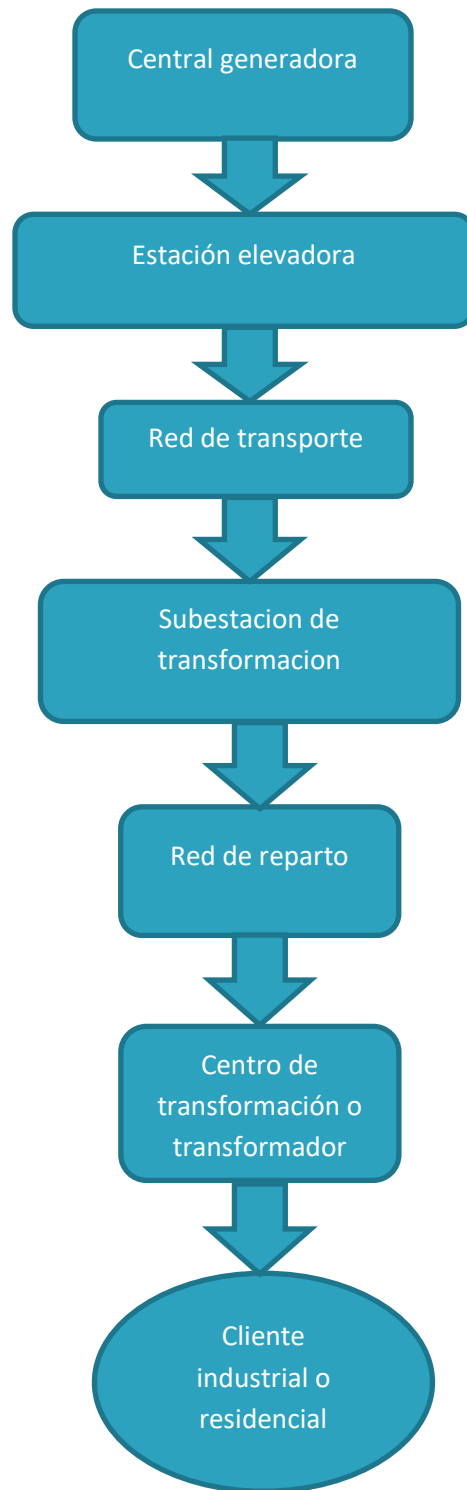 Central generadora
Estación elevadora
Red de transporte
Subestacion de
transformacion
Red de reparto
Centro de
transformación o
transformador
Cliente
industrial o
residencial